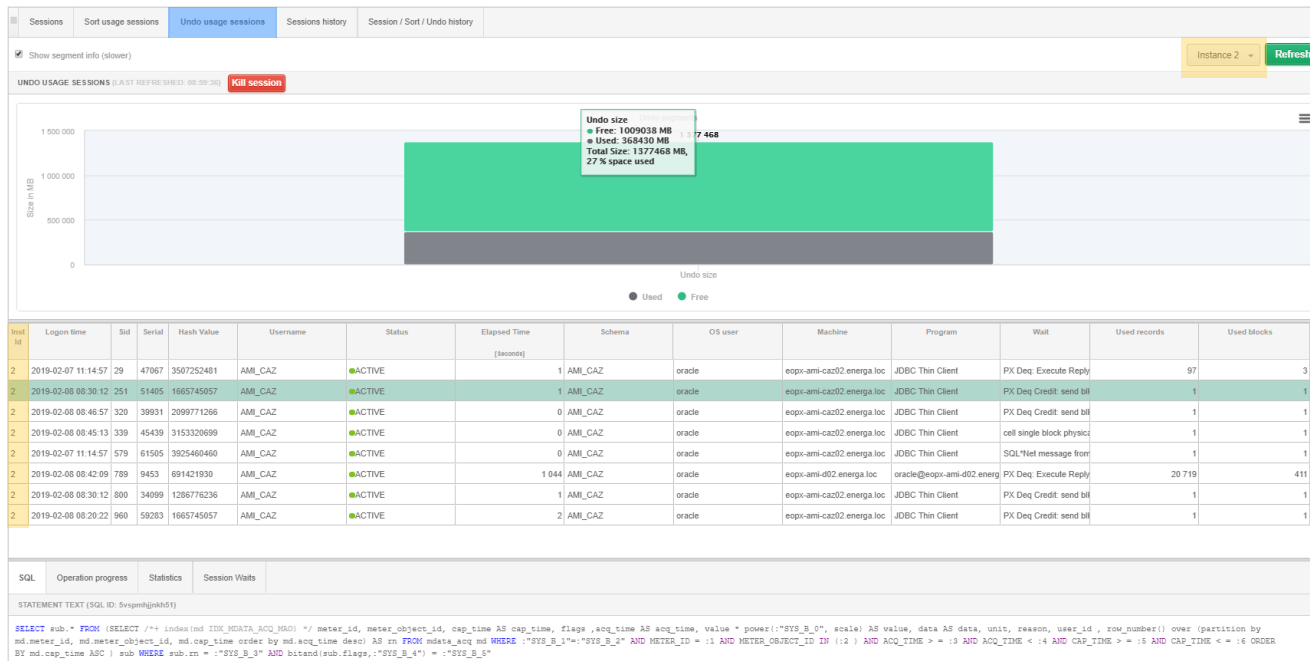 Sessions Sort usage sessions Undo usage sessions Sessions history Session / Sort / Undo history
Show segment info (slower) Instance 2 Refresh
UNDO USAGE SESSIONS (LAST REFRESHED: 08:59:36) Kill session
Undo size
Free: 1009038 MB
Used: 368430 MB
Total Size: 1377468 MB,
27 % space used
77 468
1 500 000
1 000 000
500 000
0
Size in MB
Undo size
Used Free
Inst Id Logon time Sid Serial Hash Value Username Status Elapsed Time [Seconds] Schema OS user Machine Program Wait Used records Used blocks
2 2019-02-07 11:14:57 29 47067 3507252481 AMI_CAZ ACTIVE 1 AMI_CAZ oracle eopx-ami-caz02.energa.loc JDBC Thin Client PX Deq: Execute Reply 97 3
2 2019-02-08 08:30:12 251 51405 1665745057 AMI_CAZ ACTIVE 1 AMI_CAZ oracle eopx-ami-caz02.energa.loc JDBC Thin Client PX Deq Credit: send bl 1 1
2 2019-02-08 08:46:57 320 39931 2099771266 AMI_CAZ ACTIVE 0 AMI_CAZ oracle eopx-ami-caz02.energa.loc JDBC Thin Client PX Deq Credit: send bl 1 1
2 2019-02-08 08:45:13 339 45439 3153320699 AMI_CAZ ACTIVE 0 AMI_CAZ oracle eopx-ami-caz02.energa.loc JDBC Thin Client cell single block physica 1 1
2 2019-02-07 11:14:57 579 61505 3925460460 AMI_CAZ ACTIVE 0 AMI_CAZ oracle eopx-ami-caz02.energa.loc JDBC Thin Client SQL*Net message from 1 1
2 2019-02-08 08:42:09 789 9453 691421930 AMI_CAZ ACTIVE 1 044 AMI_CAZ oracle eopx-ami-d02.energa.loc oracle@eopx-ami-d02.energ PX Deq: Execute Reply 20 719 411
2 2019-02-08 08:30:12 800 34099 1286776236 AMI_CAZ ACTIVE 1 AMI_CAZ oracle eopx-ami-caz02.energa.loc JDBC Thin Client PX Deq Credit: send bl 1 1
2 2019-02-08 08:20:22 960 59283 1665745057 AMI_CAZ ACTIVE 2 AMI_CAZ oracle eopx-ami-caz02.energa.loc JDBC Thin Client PX Deq Credit: send bl 1 1
SQL Operation progress Statistics Session Waits
STATEMENT TEXT (SQL ID: 5vspmhjjnkh51)
SELECT sub.* FROM (SELECT /*+ index(md IDX_MDATA_ACQ_MAO) */ meter_id, meter_object_id, cap_time AS cap_time, flags ,acq_time AS acq_time, value * power(:"SYS_B_0", scale) AS value, data AS data, unit, reason, user_id , row_number() over (partition by
md.meter_id, md.meter_object_id, md.cap_time order by md.acq_time desc) AS rn FROM mdata_acq md WHERE :"SYS_B_1"=:"SYS_B_2" AND METER_ID = :1 AND METER_OBJECT_ID IN (:2 ) AND ACQ_TIME > = :3 AND ACQ_TIME < :4 AND CAP_TIME > = :5 AND CAP_TIME < = :6 ORDER
BY md.cap_time ASC ) sub WHERE sub.rn = :"SYS_B_3" AND bitand(sub.flags,:"SYS_B_4") = :"SYS_B_5"